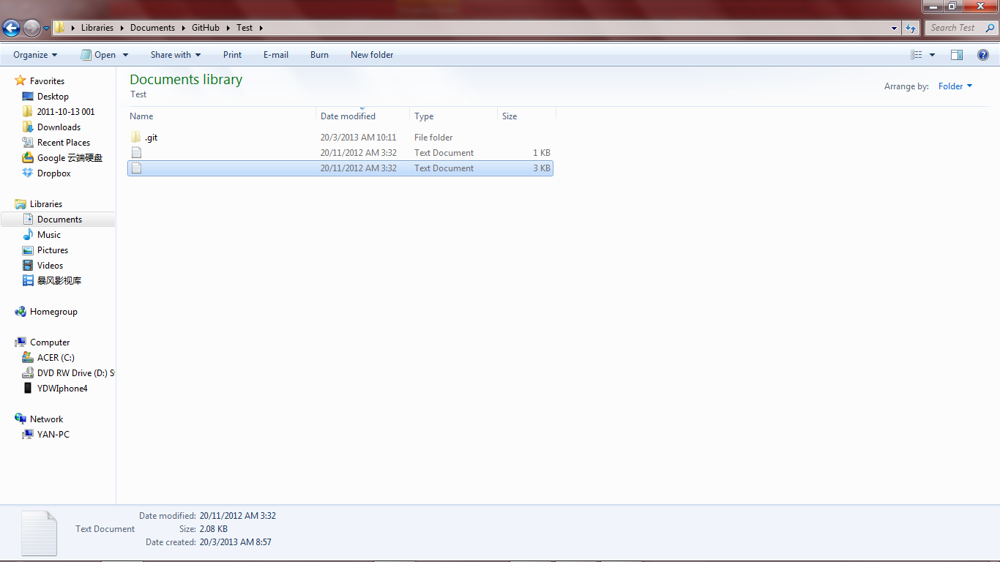 Libraries Documents GitHub Test Search Test
Organize Open Share with Print E-mail Burn New folder
Favorites
Desktop
2011-10-13 001
Downloads
Recent Places
Google 云端硬盘
Dropbox
Libraries
Documents
Music
Pictures
Videos
暴风影视库
Homegroup
Computer
ACER (C:)
DVD RW Drive (D:) S
YDWIphone4
Network
YAN-PC
Documents library
Test
Arrange by: Folder
Name Date modified Type Size
.git 20/3/2013 AM 10:11 File folder
20/11/2012 AM 3:32 Text Document 1 KB
20/11/2012 AM 3:32 Text Document 3 KB
Text Document
Date modified: 20/11/2012 AM 3:32
Size: 2.08 KB
Date created: 20/3/2013 AM 8:57